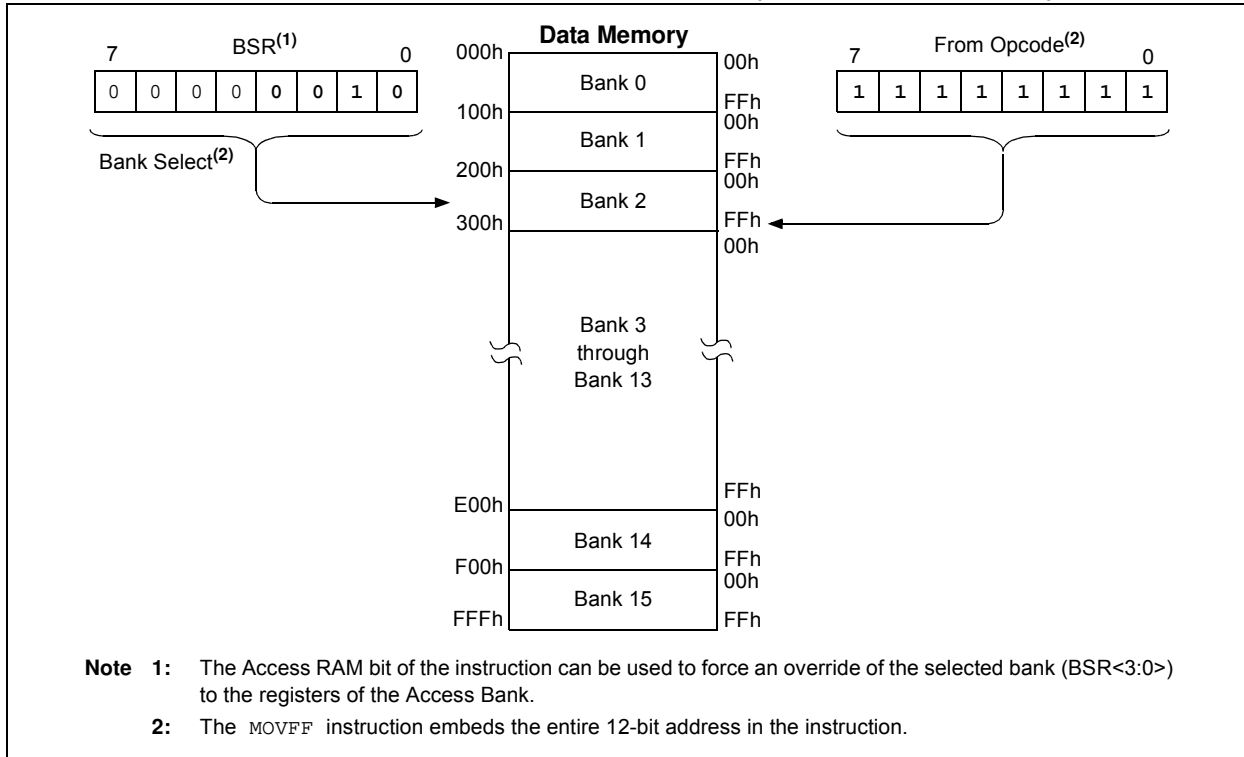 Data Memory
7 BSR(1) 0
0 0 0 0 0 0 1 0
Bank Select(2)
7 From Opcode(2) 0
1 1 1 1 1 1 1 1
000h Bank 0 00h
FFh
100h Bank 1 00h
FFh
200h Bank 2 00h
FFh
300h
00h
Bank 3
through
Bank 13
FFh
E00h Bank 14 00h
FFh
F00h Bank 15 00h
FFFh FFh
Note 1: The Access RAM bit of the instruction can be used to force an override of the selected bank (BSR<3:0>)
to the registers of the Access Bank.
2: The MOVFF instruction embeds the entire 12-bit address in the instruction.